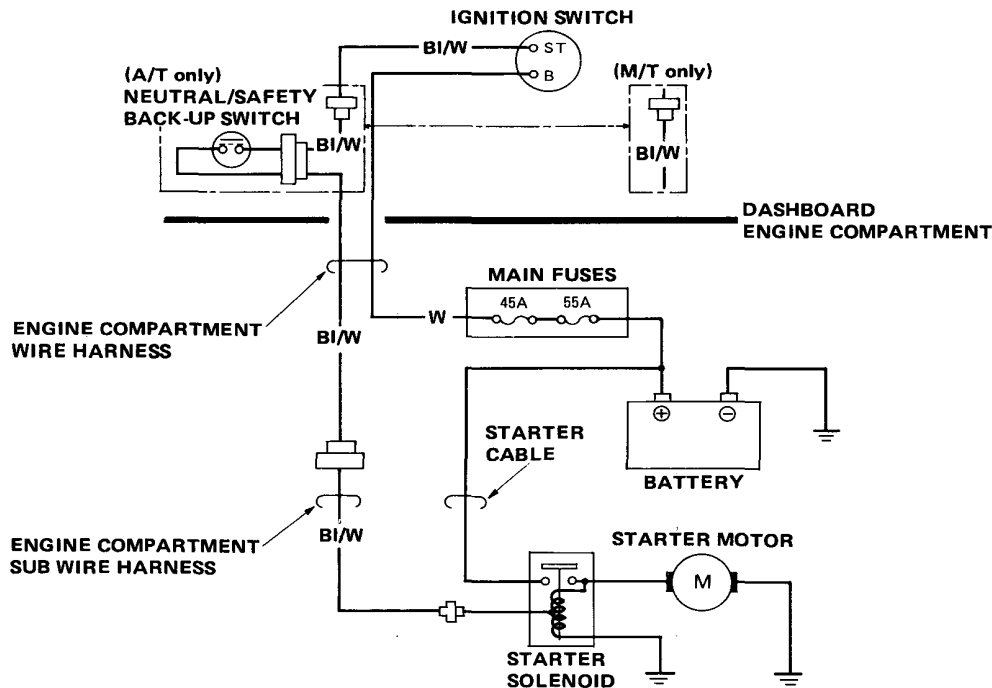 IGNITION SWITCH
BI/W
ST
B
(A/T only)
NEUTRAL/SAFETY
BACK-UP SWITCH
BI/W
(M/T only)
BI/W
DASHBOARD
ENGINE COMPARTMENT
MAIN FUSES
45A
55A
W
ENGINE COMPARTMENT
WIRE HARNESS
BI/W
STARTER
CABLE
+
−
BATTERY
ENGINE COMPARTMENT
SUB WIRE HARNESS
BI/W
STARTER MOTOR
M
STARTER
SOLENOID